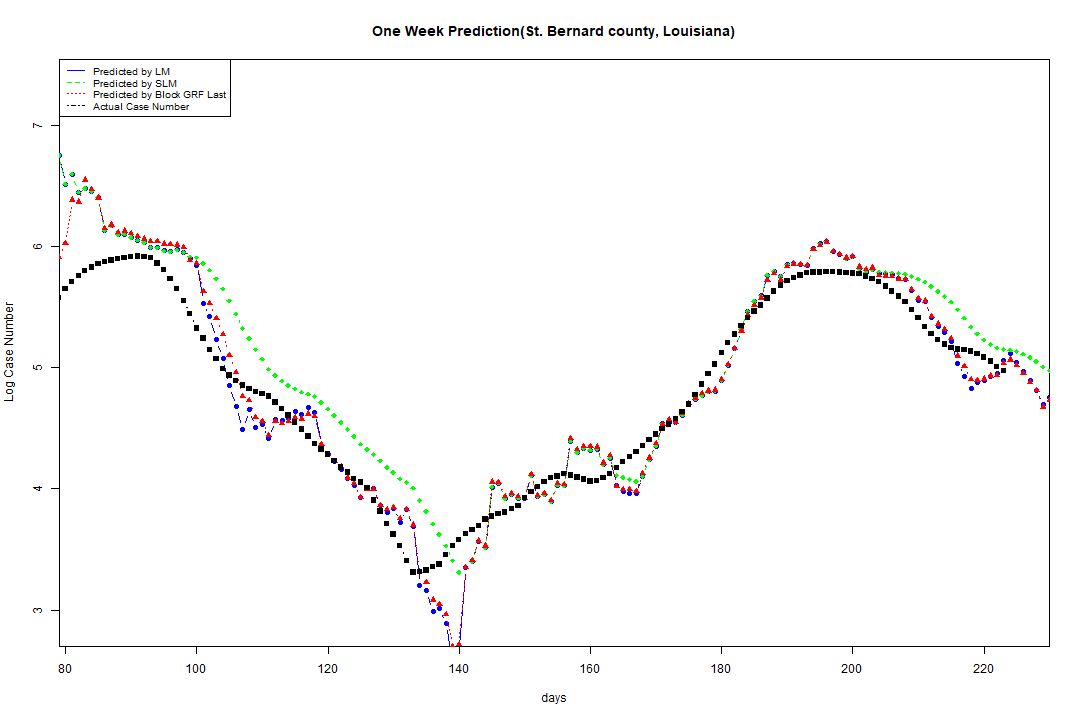 One Week Prediction(St. Bernard county, Louisiana)
Predicted by LM
Predicted by SLM
Predicted by Block GRF Last
Actual Case Number
7
6
5
4
3
Log Case Number
80 100 120 140 160 180 200 220
days